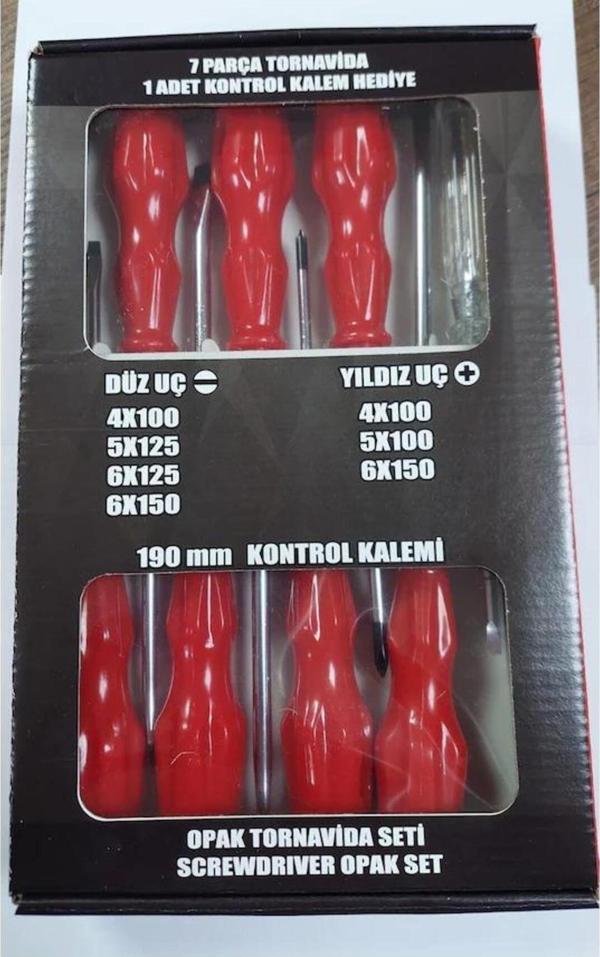 7 PARÇA TORNAVİDA
1 ADET KONTROL KALEM HEDİYE
DÜZ UÇ
4X100
5X125
6X125
6X150
YILDIZ UÇ
4X100
5X100
6X150
190 mm KONTROL KALEMİ
OPAK TORNAVİDA SETİ
SCREWDRIVER OPAK SET